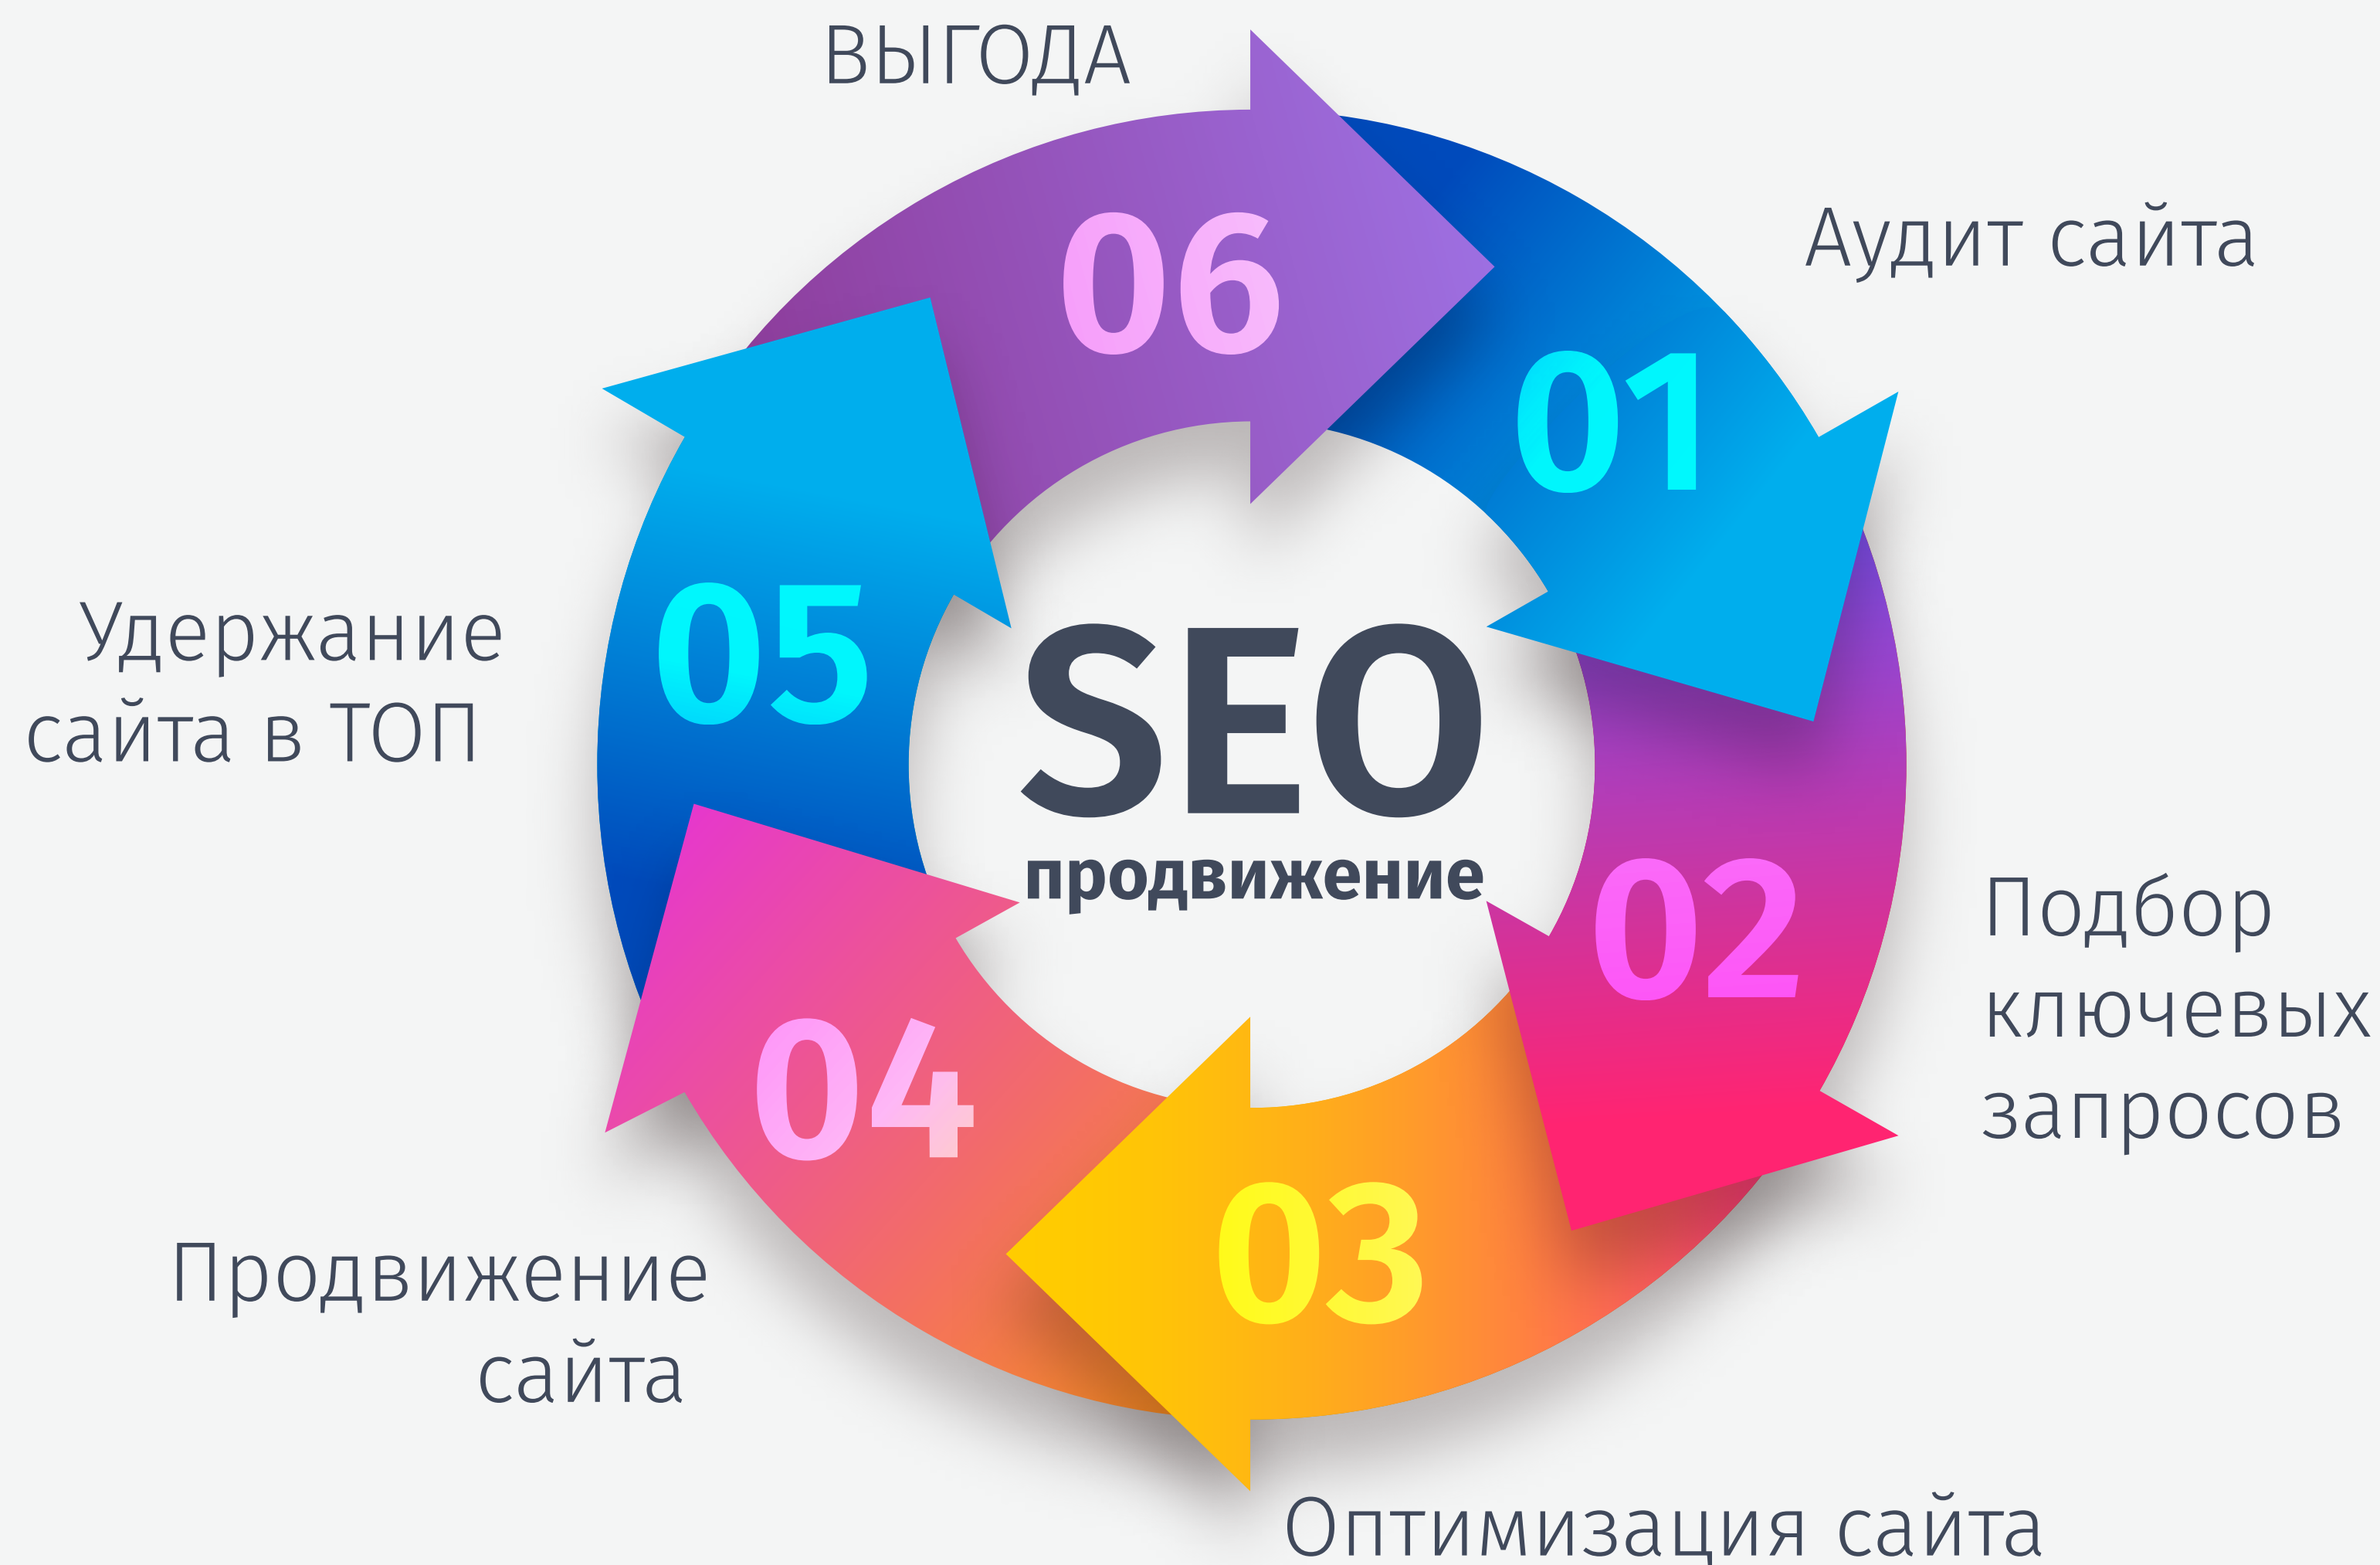 ВЫГОДА
06
Аудит сайта
01
Удержание
сайта в ТОП
05
SEO
продвижение
02
Подбор
ключевых
запросов
04
03
Продвижение
сайта
Оптимизация сайта